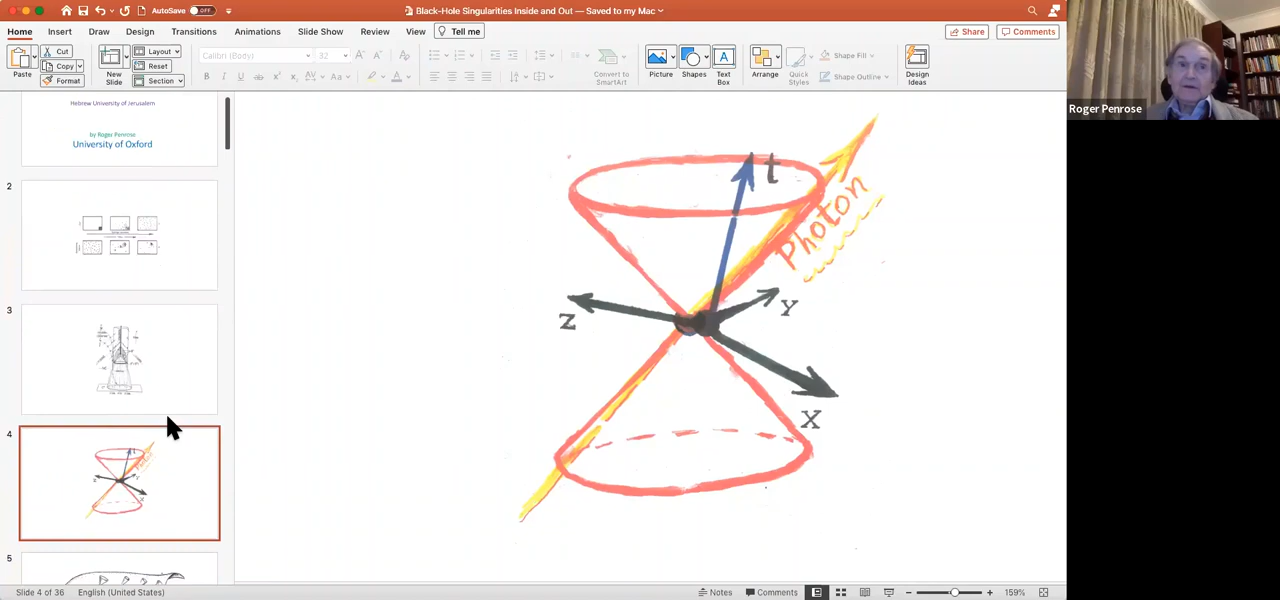 AutoSave OFF
Black-Hole Singularities Inside and Out — Saved to my Mac
Home Insert Draw Design Transitions Animations Slide Show Review View Tell me
Share Comments
Paste
Cut
Copy
Format
New Slide
Layout
Reset
Section
Calibri (Body) 32
Convert to SmartArt
Picture Shapes Text Box Arrange Quick Styles
Shape Fill
Shape Outline
Design Ideas
Roger Penrose
Hebrew University of Jerusalem
by Roger Penrose
University of Oxford
2
3
4
5
t
Photon
Y
Z
X
Slide 4 of 36 English (United States)
Notes Comments 159%